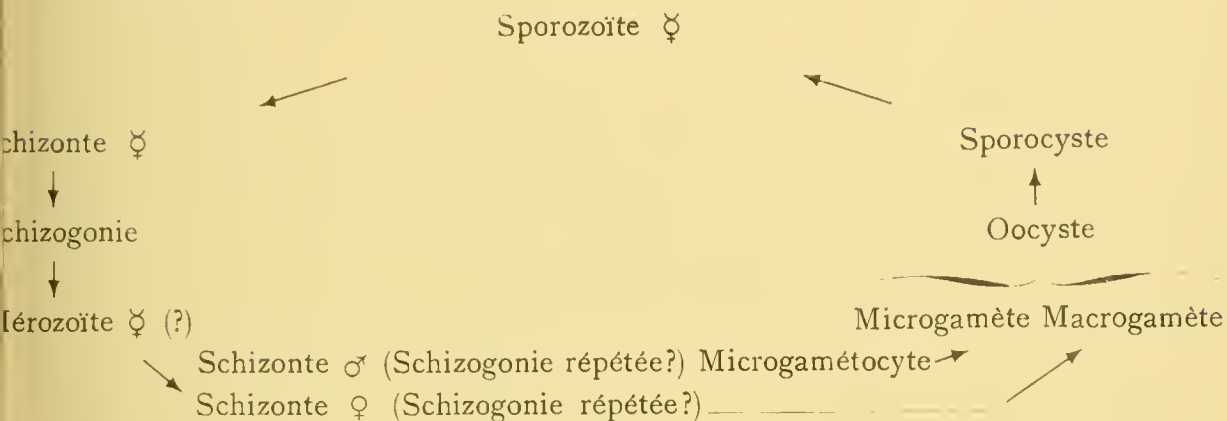 Sporozoïte ☿
chizonte ☿
Sporocyste
chizogonie
Oocyste
érozoïte ☿ (?)
Microgamète Macrogamète
Schizonte ♂ (Schizogonie répétée?) Microgamétocyte
Schizonte ♀ (Schizogonie répétée?)